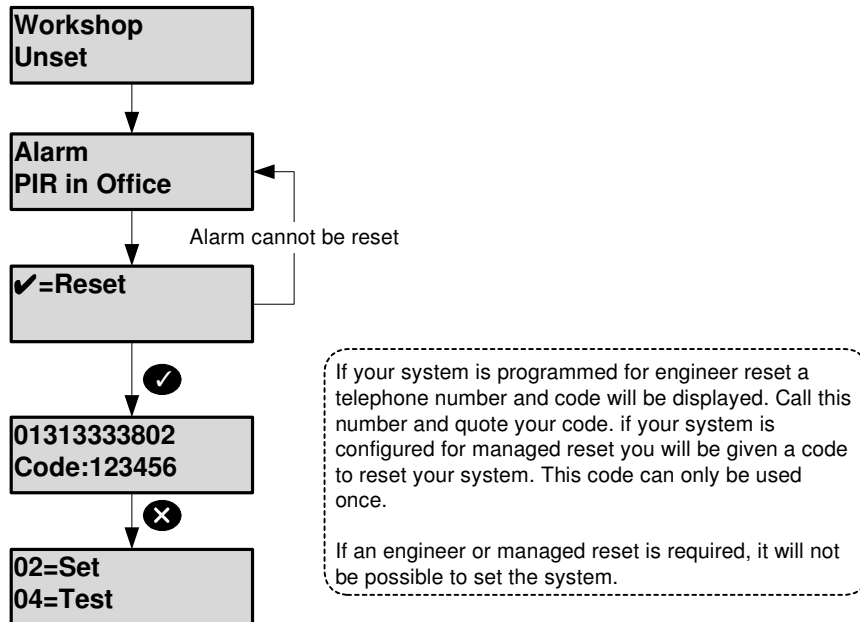 Workshop
Unset
Alarm
PIR in Office
Alarm cannot be reset
✔=Reset
01313333802
Code:123456
02=Set
04=Test
If your system is programmed for engineer reset a
telephone number and code will be displayed. Call this
number and quote your code. if your system is
configured for managed reset you will be given a code
to reset your system. This code can only be used
once.
If an engineer or managed reset is required, it will not
be possible to set the system.